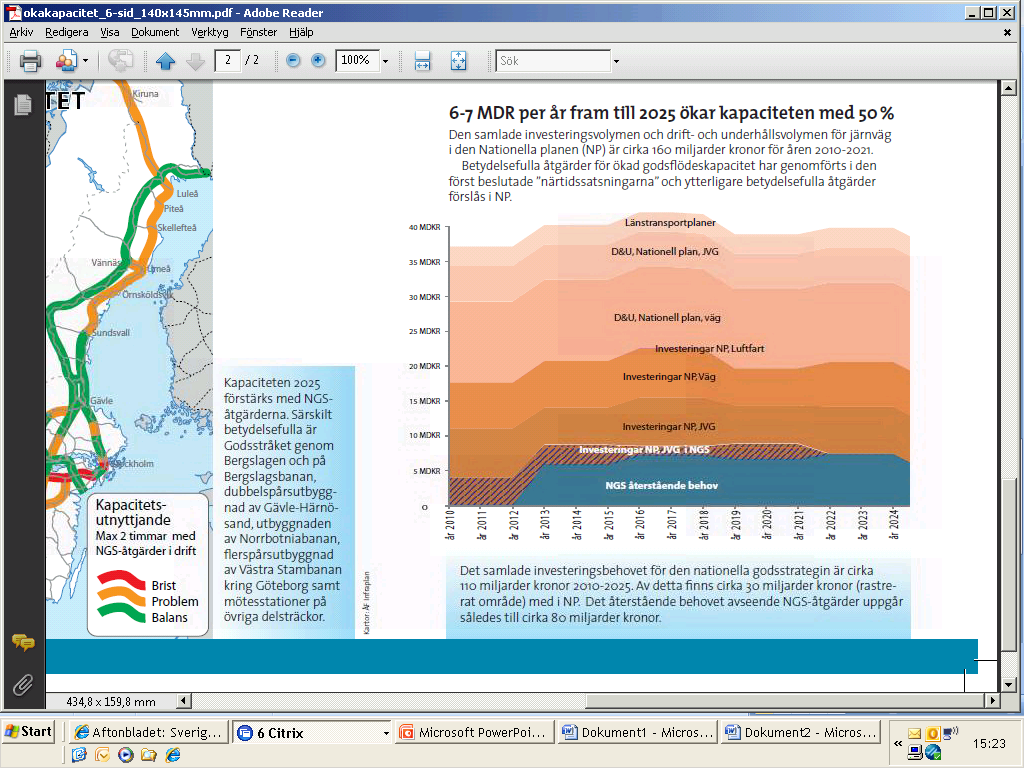 okakapacitet_6-sid_140x145mm.pdf - Adobe Reader
Arkiv Redigera Visa Dokument Verktyg Fönster Hjälp
2 / 2 100% Sök
TET
Kiruna
Luleå
Piteå
Skellefteå
Vännäs
Umeå
Örnsköldsvik
Sundsvall
Gävle
Stockholm
Kapacitets-
utnyttjande
Max 2 timmar med
NGS-åtgärder i drift
Brist
Problem
Balans
Kapaciteten 2025
förstärks med NGS-
åtgärderna. Särskilt
betydelsefulla är
Godsstråket genom
Bergslagen och på
Bergslagsbanan,
dubbelspårsutbygg-
nad av Gävle-Härnö-
sand, utbyggnaden
av Norrbotniabanan,
flerspårsutbyggnad
av Västra Stambanan
kring Göteborg samt
mötesstationer på
övriga delsträckor.
Kartor: ÅF Infraplan
6-7 MDR per år fram till 2025 ökar kapaciteten med 50 %
Den samlade investeringsvolymen och drift- och underhållsvolymen för järnväg
i den Nationella planen (NP) är cirka 160 miljarder kronor för åren 2010-2021.
Betydelsefulla åtgärder för ökad godsflödeskapacitet har genomförts i den
först beslutade "närtidssatsningarna" och ytterligare betydelsefulla åtgärder
förslås i NP.
40 MDKR
35 MDKR
30 MDKR
25 MDKR
20 MDKR
15 MDKR
10 MDKR
5 MDKR
0
Länstransportplaner
D&U, Nationell plan, JVG
D&U, Nationell plan, väg
Investeringar NP, Luftfart
Investeringar NP, Väg
Investeringar NP, JVG
Investeringar NP, JVG i NGS
NGS återstående behov
år 2010
år 2011
år 2012
år 2013
år 2014
år 2015
år 2016
år 2017
år 2018
år 2019
år 2020
år 2021
år 2022
år 2023
år 2024
Det samlade investeringsbehovet för den nationella godsstrategin är cirka
110 miljarder kronor 2010-2025. Av detta finns cirka 30 miljarder kronor (rastre-
rat område) med i NP. Det återstående behovet avseende NGS-åtgärder uppgår
således till cirka 80 miljarder kronor.
434,8 x 159,8 mm
Start Aftonbladet: Sverig... 6 Citrix Microsoft PowerPoi... Dokument1 - Micros... Dokument2 - Micros... 15:23